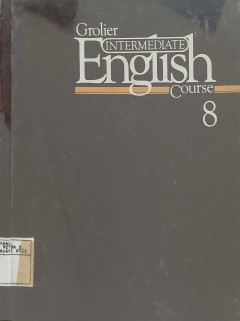 Grolier
INTERMEDIATE
English
Course
8